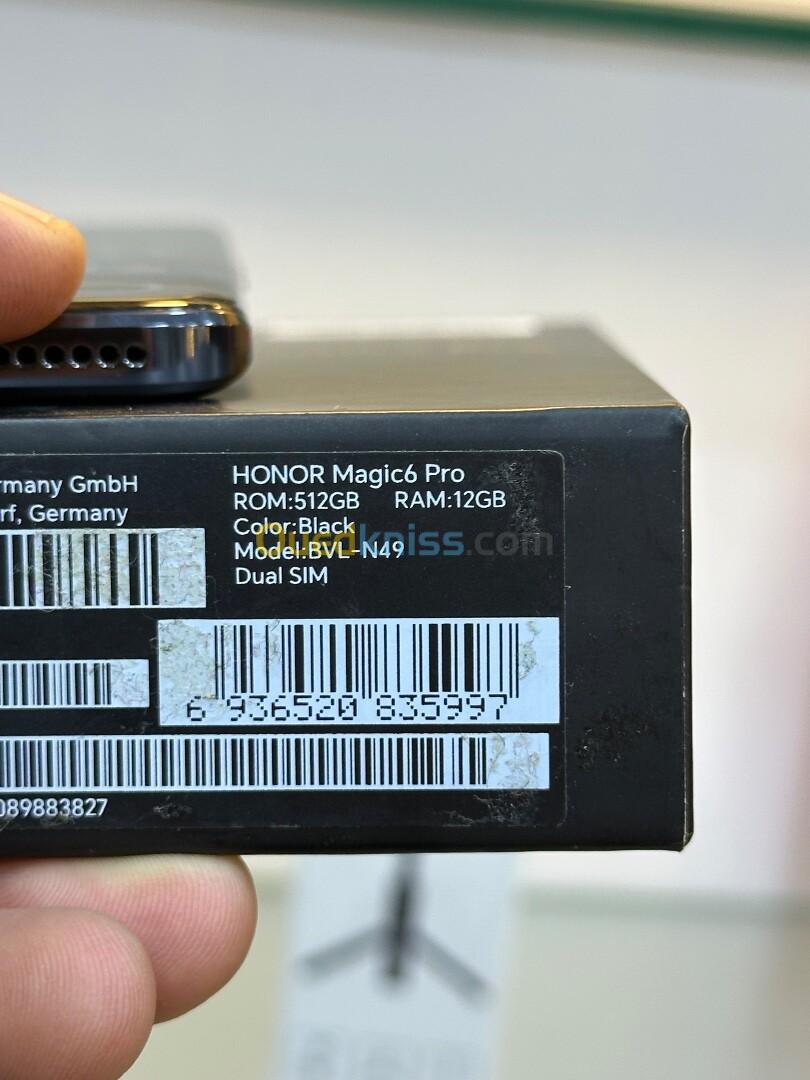 rmany GmbH
rf, Germany
HONOR Magic6 Pro
ROM:512GB RAM:12GB
Color:Black
Model:BVL-N49
Dual SIM
Ouedkniss.com
6 936520 835997
089883827